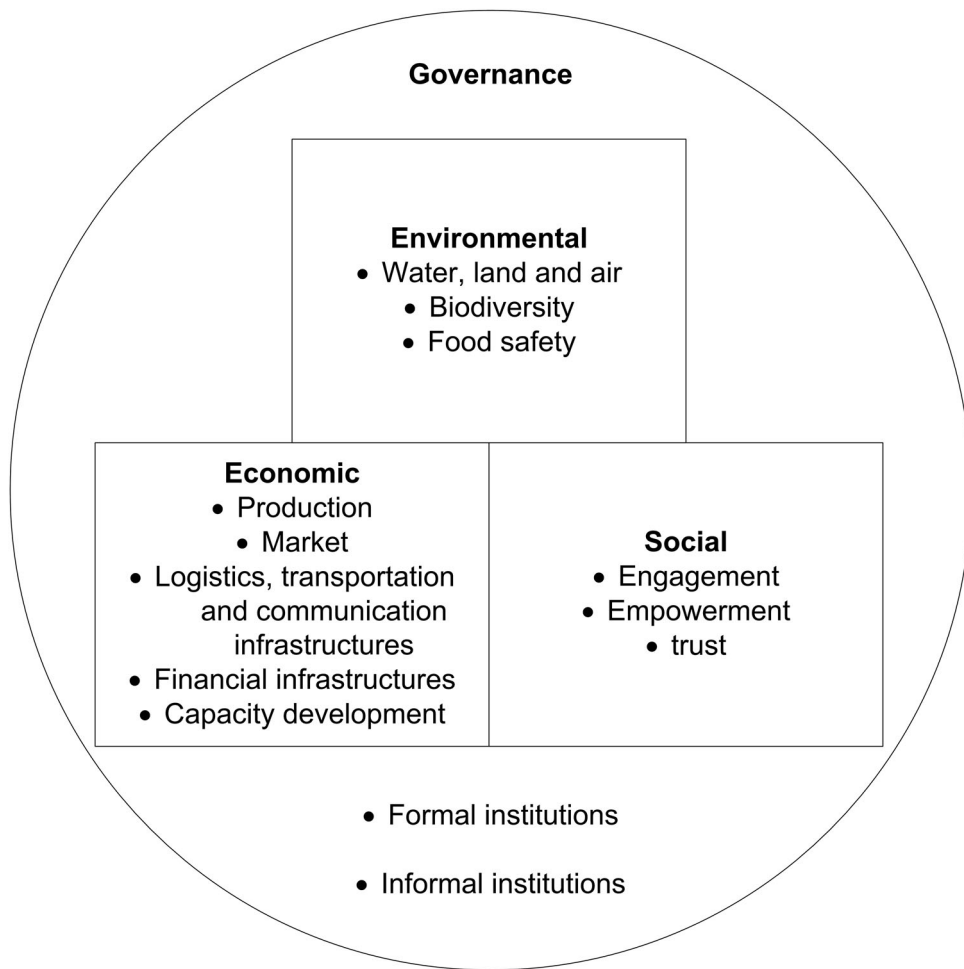 Governance
Environmental
• Water, land and air
• Biodiversity
• Food safety
Economic
• Production
• Market
• Logistics, transportation
and communication
infrastructures
• Financial infrastructures
• Capacity development
Social
• Engagement
• Empowerment
• trust
• Formal institutions
• Informal institutions